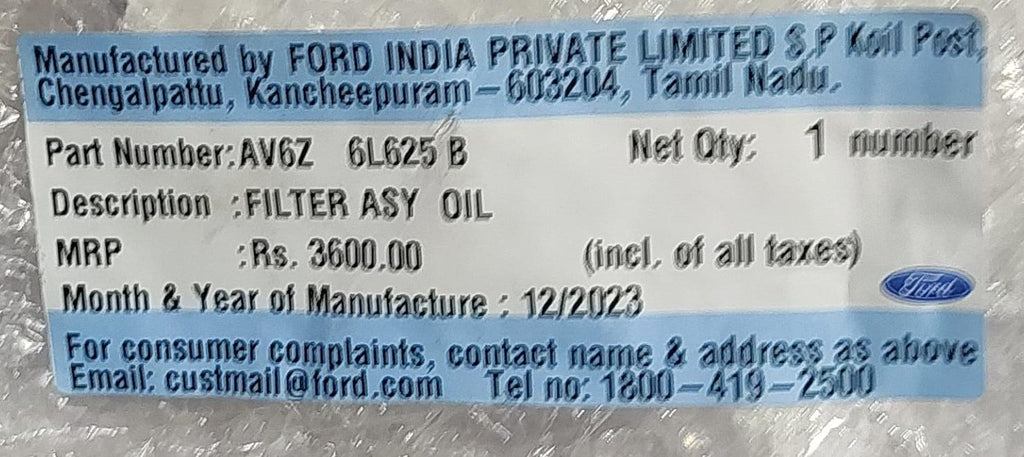 Manufactured by FORD INDIA PRIVATE LIMITED S.P Koil Post,
Chengalpattu, Kancheepuram-603204, Tamil Nadu.
Part Number:AV6Z 6L625 B Net Qty: 1 number
Description :FILTER ASY OIL
MRP :Rs. 3600.00 (incl. of all taxes)
Ford
Month & Year of Manufacture : 12/2023
For consumer complaints, contact name & address as above
Email: custmail@ford.com Tel no: 1800-419-2500